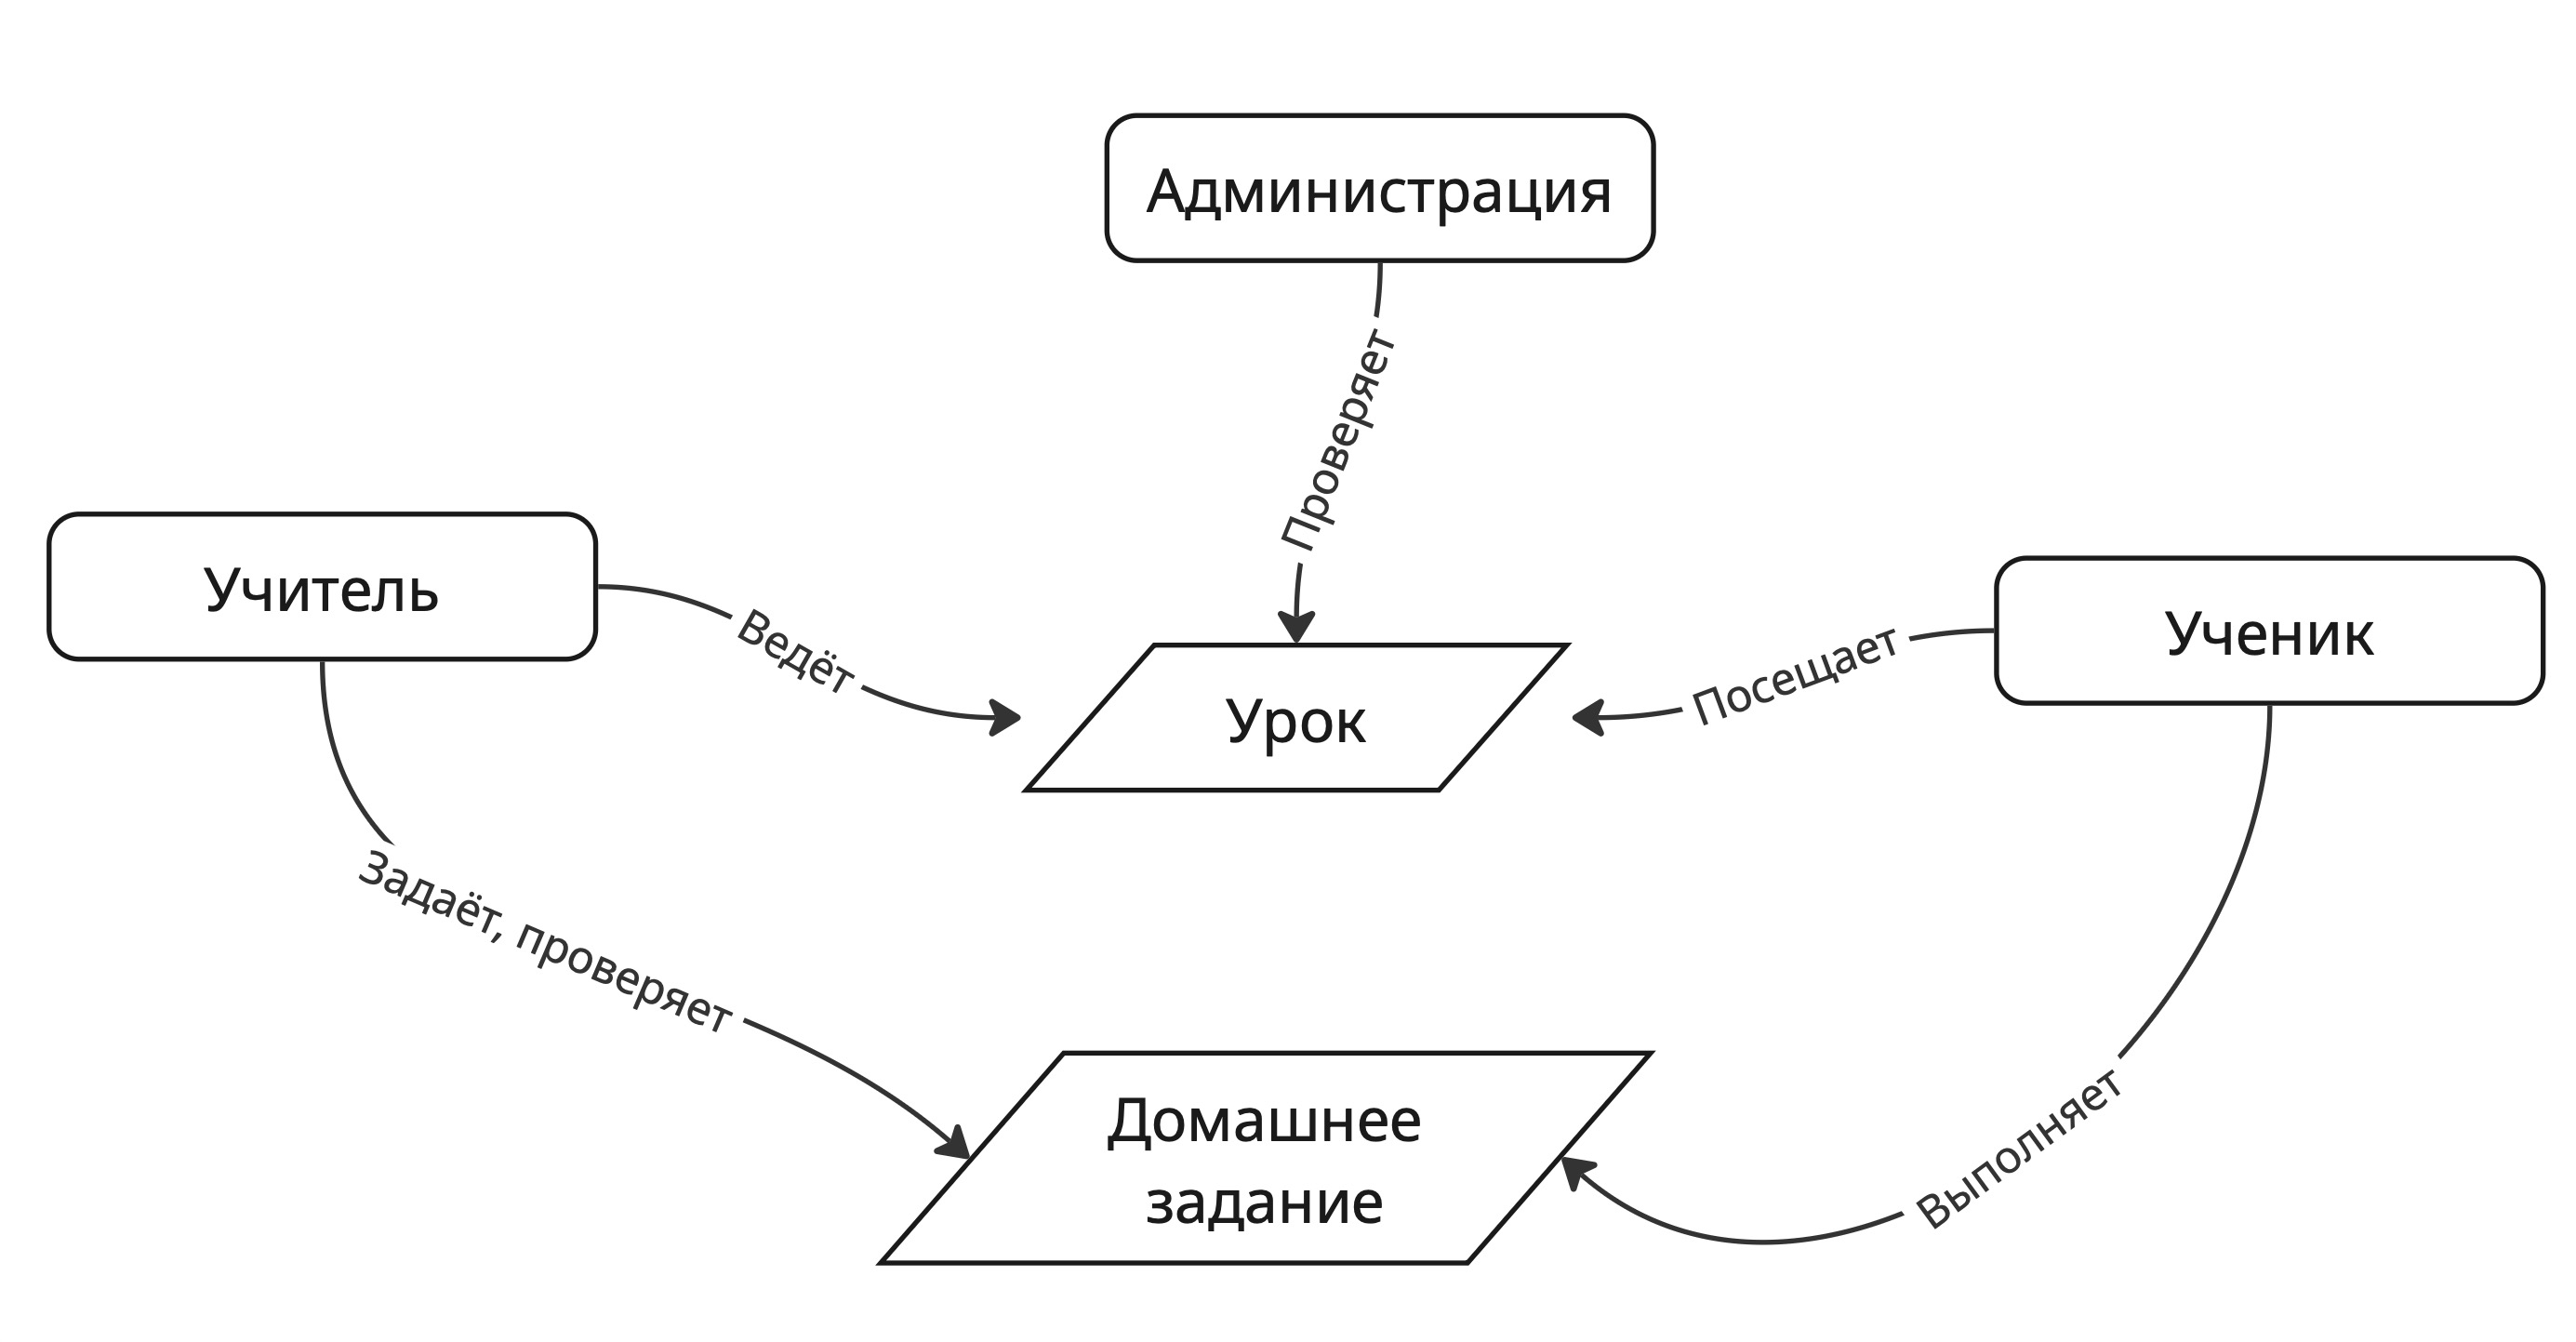 Администрация
Проверяет
Учитель
Ведёт
Урок
Посещает
Ученик
Задаёт, проверяет
Домашнее
задание
Выполняет